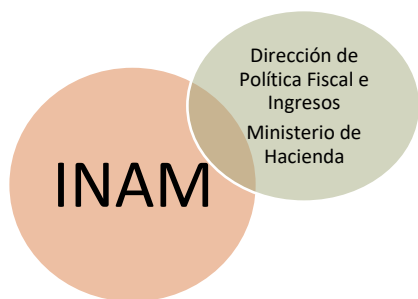 Dirección de
Política Fiscal e
Ingresos
Ministerio de
Hacienda
INAM